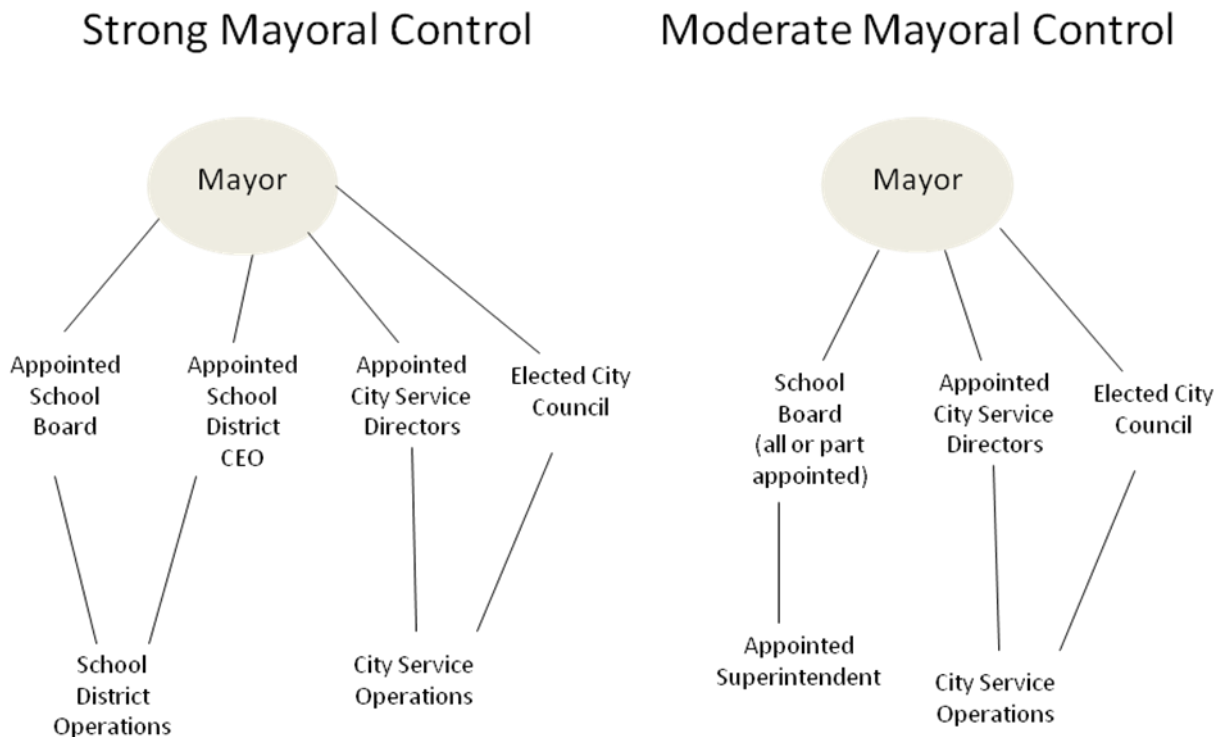 Strong Mayoral Control
Moderate Mayoral Control
Mayor
Appointed
School
Board
Appointed
School
District
CEO
Appointed
City Service
Directors
Elected City
Council
School
District
Operations
City Service
Operations
Mayor
School
Board
(all or part
appointed)
Appointed
City Service
Directors
Elected City
Council
Appointed
Superintendent
City Service
Operations